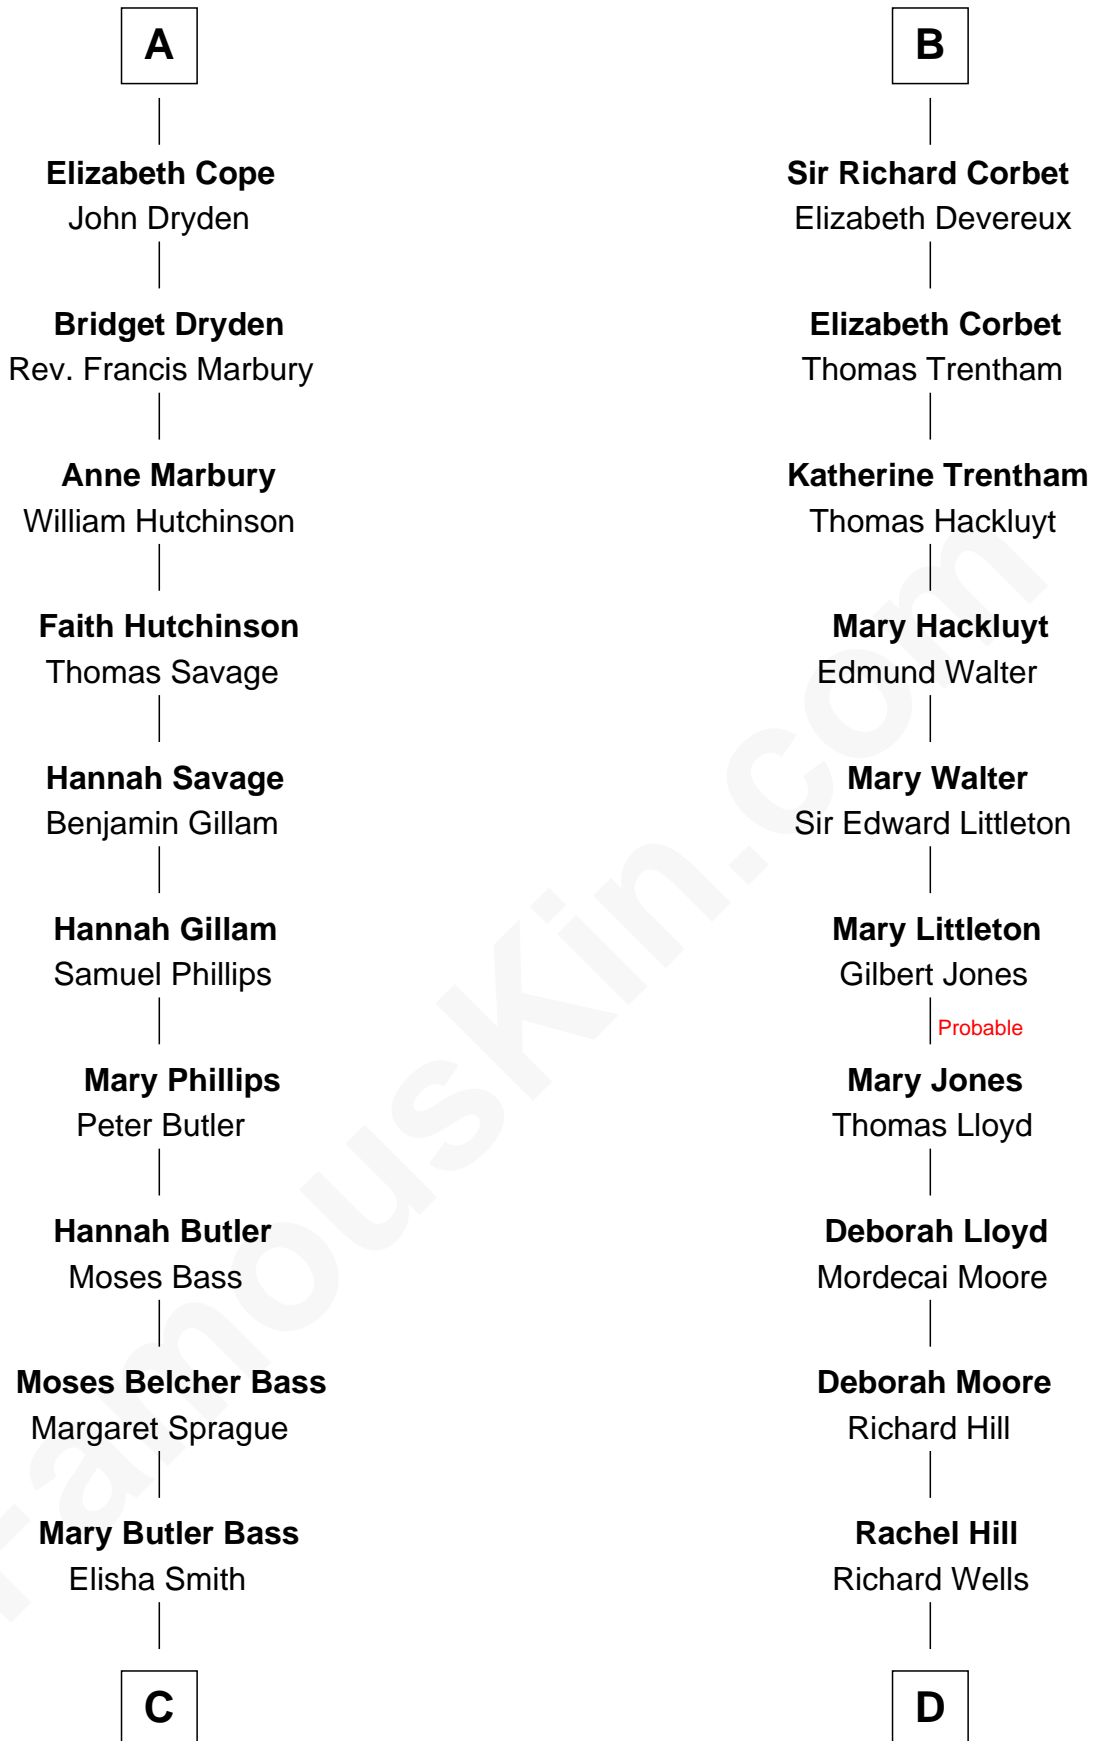 A
Elizabeth Cope
John Dryden
Bridget Dryden
Rev. Francis Marbury
Anne Marbury
William Hutchinson
Faith Hutchinson
Thomas Savage
Hannah Savage
Benjamin Gillam
Hannah Gillam
Samuel Phillips
Mary Phillips
Peter Butler
Hannah Butler
Moses Bass
Moses Belcher Bass
Margaret Sprague
Mary Butler Bass
Elisha Smith
C
B
Sir Richard Corbet
Elizabeth Devereux
Elizabeth Corbet
Thomas Trentham
Katherine Trentham
Thomas Hackluyt
Mary Hackluyt
Edmund Walter
Mary Walter
Sir Edward Littleton
Mary Littleton
Gilbert Jones
Probable
Mary Jones
Thomas Lloyd
Deborah Lloyd
Mordecai Moore
Deborah Moore
Richard Hill
Rachel Hill
Richard Wells
D
FamousKin.com